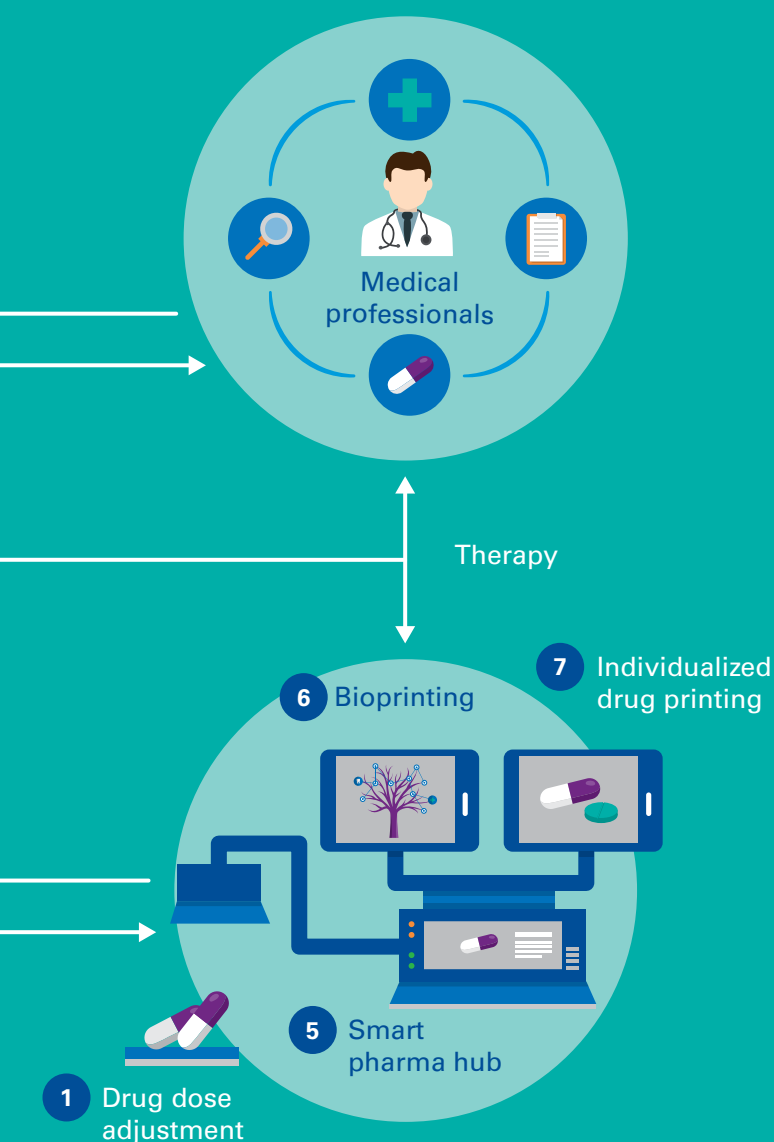 Medical
professionals
Therapy
7 Individualized
drug printing
6 Bioprinting
5 Smart
pharma hub
1 Drug dose
adjustment